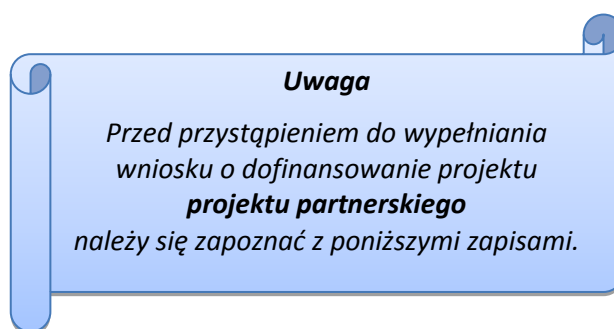 Uwaga
Przed przystąpieniem do wypełniania
wniosku o dofinansowanie projektu
projektu partnerskiego
należy się zapoznać z poniższymi zapisami.